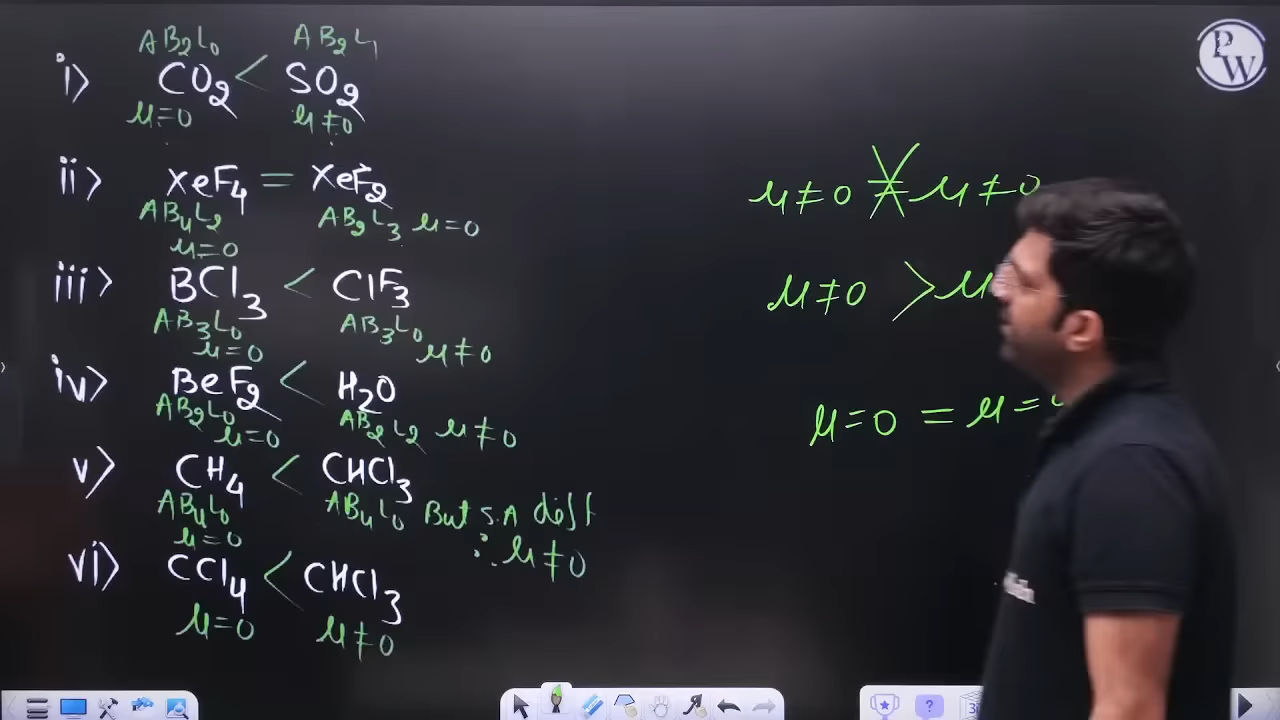 AB₂L₀ AB₂L₁
i) CO₂ < SO₂
μ=0 μ≠0
ii) XeF₄ = XeF₂
AB₄L₂ AB₂L₃ μ=0
μ=0
iii) BCl₃ < ClF₃
AB₃L₀ AB₃L₀
μ=0 μ≠0
iv) BeF₂ < H₂O
AB₂L₀ AB₂L₂ μ≠0
μ=0
v) CH₄ < CHCl₃
AB₄L₀ AB₄L₀ But S.A diff
μ=0 ∴ μ≠0
vi) CCl₄ < CHCl₃
μ=0 μ≠0
μ≠0 μ≠0
μ≠0 > μ
μ=0 = μ=0
PW
?